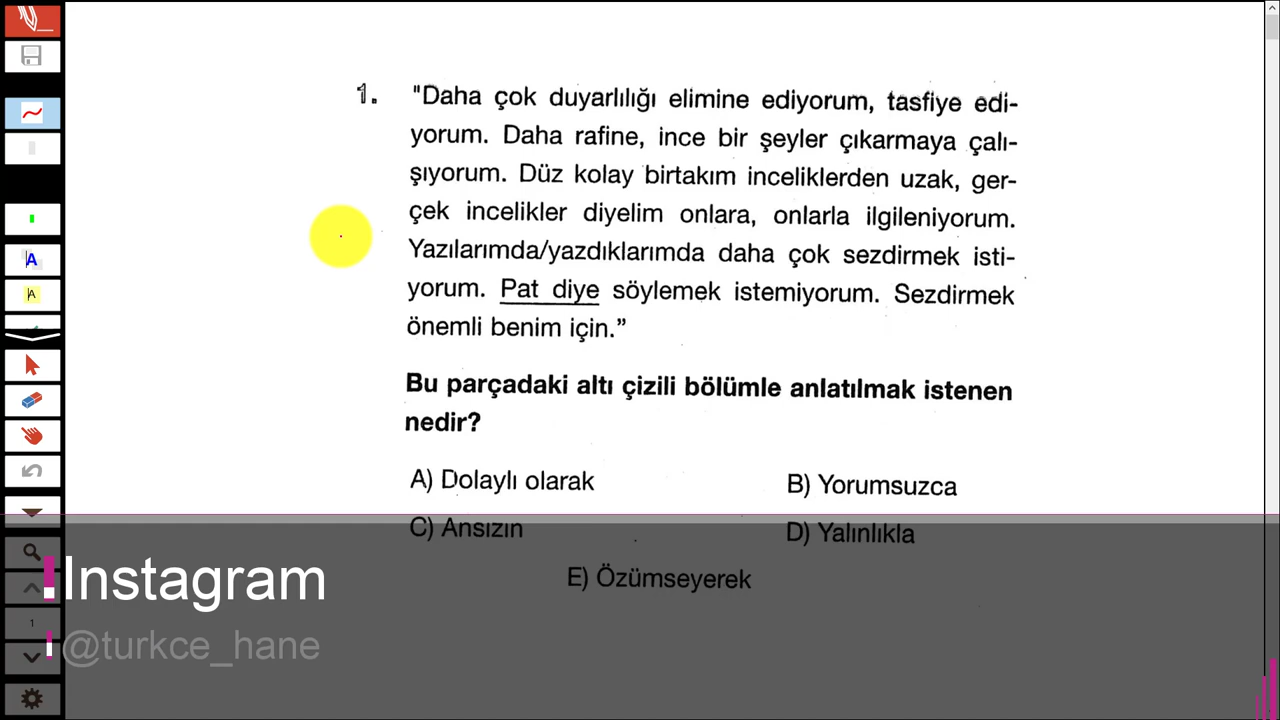 1. "Daha çok duyarlılığı elimine ediyorum, tasfiye edi-
yorum. Daha rafine, ince bir şeyler çıkarmaya çalı-
şıyorum. Düz kolay birtakım inceliklerden uzak, ger-
çek incelikler diyelim onlara, onlarla ilgileniyorum.
Yazılarımda/yazdıklarımda daha çok sezdirmek isti-
yorum. Pat diye söylemek istemiyorum. Sezdirmek
önemli benim için.”
Bu parçadaki altı çizili bölümle anlatılmak istenen
nedir?
A) Dolaylı olarak B) Yorumsuzca
C) Ansızın D) Yalınlıkla
E) Özümseyerek
Instagram
@turkce_hane
A
A
1